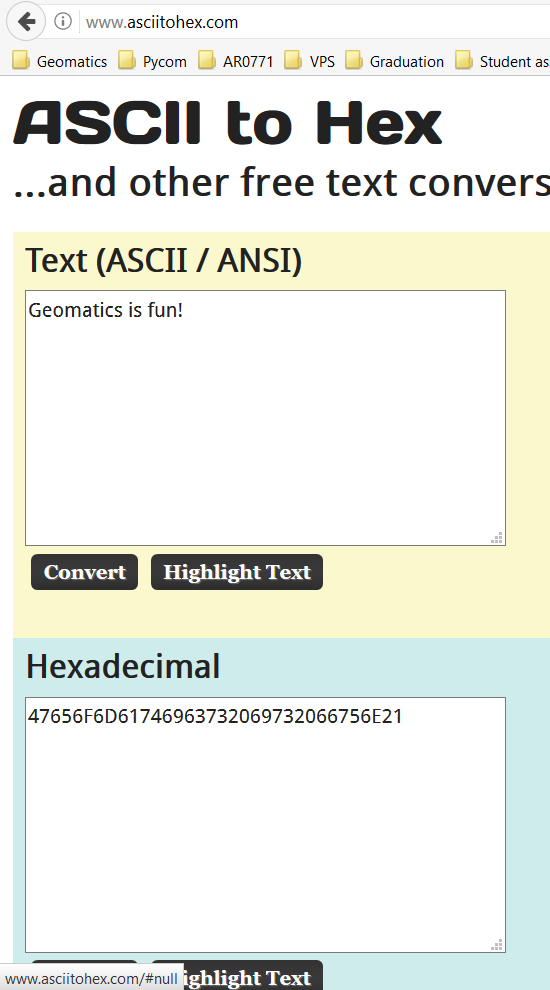 www.asciitohex.com
Geomatics Pycom AR0771 VPS Graduation Student as
ASCII to Hex
...and other free text convers
Text (ASCII / ANSI)
Geomatics is fun!
Convert Highlight Text
Hexadecimal
47656F6D61746963732069732066756E21
www.asciitohex.com/#null ighlight Text